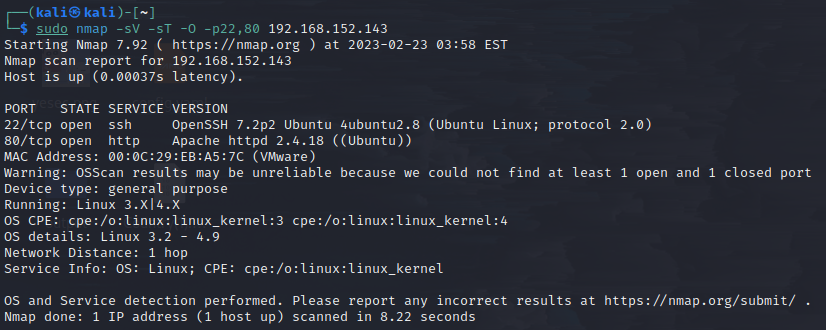 ┌──(kali㉿kali)-[~]
└─$ sudo nmap -sV -sT -O -p22,80 192.168.152.143
Starting Nmap 7.92 ( https://nmap.org ) at 2023-02-23 03:58 EST
Nmap scan report for 192.168.152.143
Host is up (0.00037s latency).

PORT   STATE SERVICE VERSION
22/tcp open  ssh     OpenSSH 7.2p2 Ubuntu 4ubuntu2.8 (Ubuntu Linux; protocol 2.0)
80/tcp open  http    Apache httpd 2.4.18 ((Ubuntu))
MAC Address: 00:0C:29:EB:A5:7C (VMware)
Warning: OSScan results may be unreliable because we could not find at least 1 open and 1 closed port
Device type: general purpose
Running: Linux 3.X|4.X
OS CPE: cpe:/o:linux:linux_kernel:3 cpe:/o:linux:linux_kernel:4
OS details: Linux 3.2 - 4.9
Network Distance: 1 hop
Service Info: OS: Linux; CPE: cpe:/o:linux:linux_kernel

OS and Service detection performed. Please report any incorrect results at https://nmap.org/submit/ .
Nmap done: 1 IP address (1 host up) scanned in 8.22 seconds